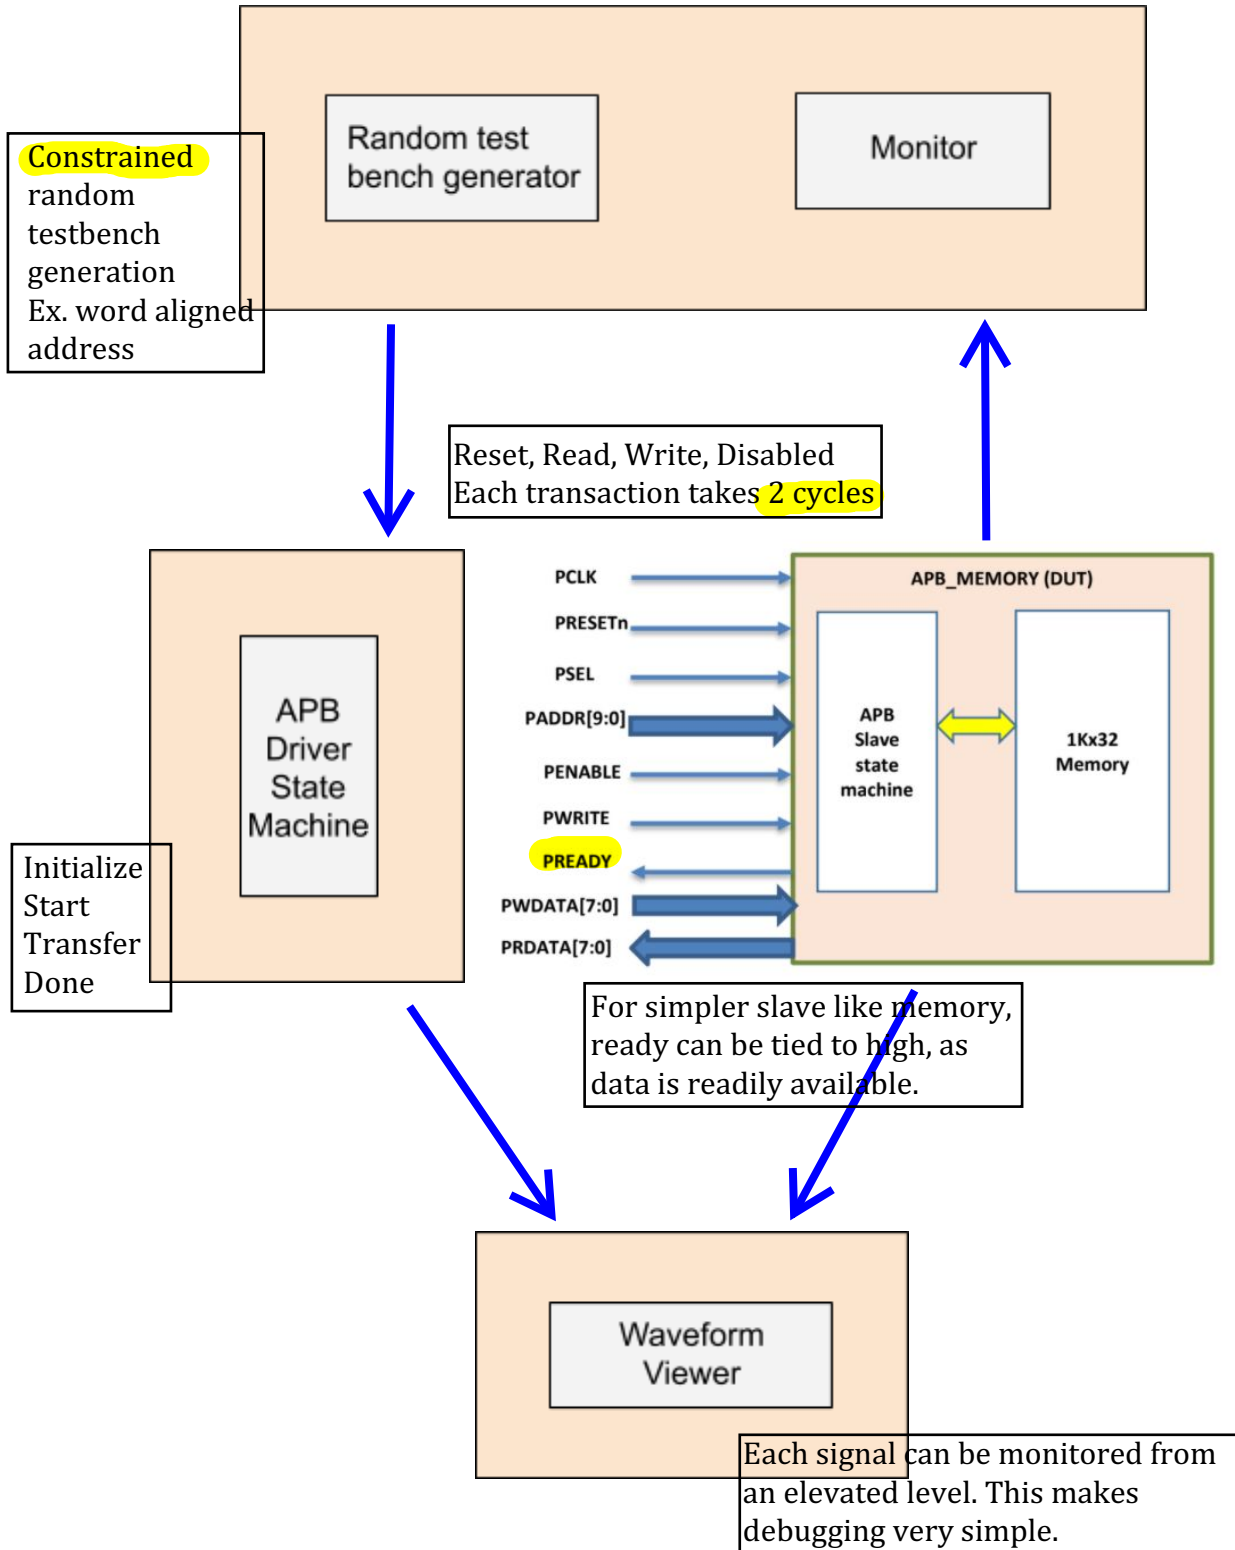 Random test
bench generator
Monitor
Constrained
random
testbench
generation
Ex. word aligned
address
Reset, Read, Write, Disabled
Each transaction takes 2 cycles
APB
Driver
State
Machine
Initialize
Start
Transfer
Done
PCLK
PRESETn
PSEL
PADDR[9:0]
PENABLE
PWRITE
PREADY
PWDATA[7:0]
PRDATA[7:0]
APB_MEMORY (DUT)
APB
Slave
state
machine
1Kx32
Memory
For simpler slave like memory,
ready can be tied to high, as
data is readily available.
Waveform
Viewer
Each signal can be monitored from
an elevated level. This makes
debugging very simple.